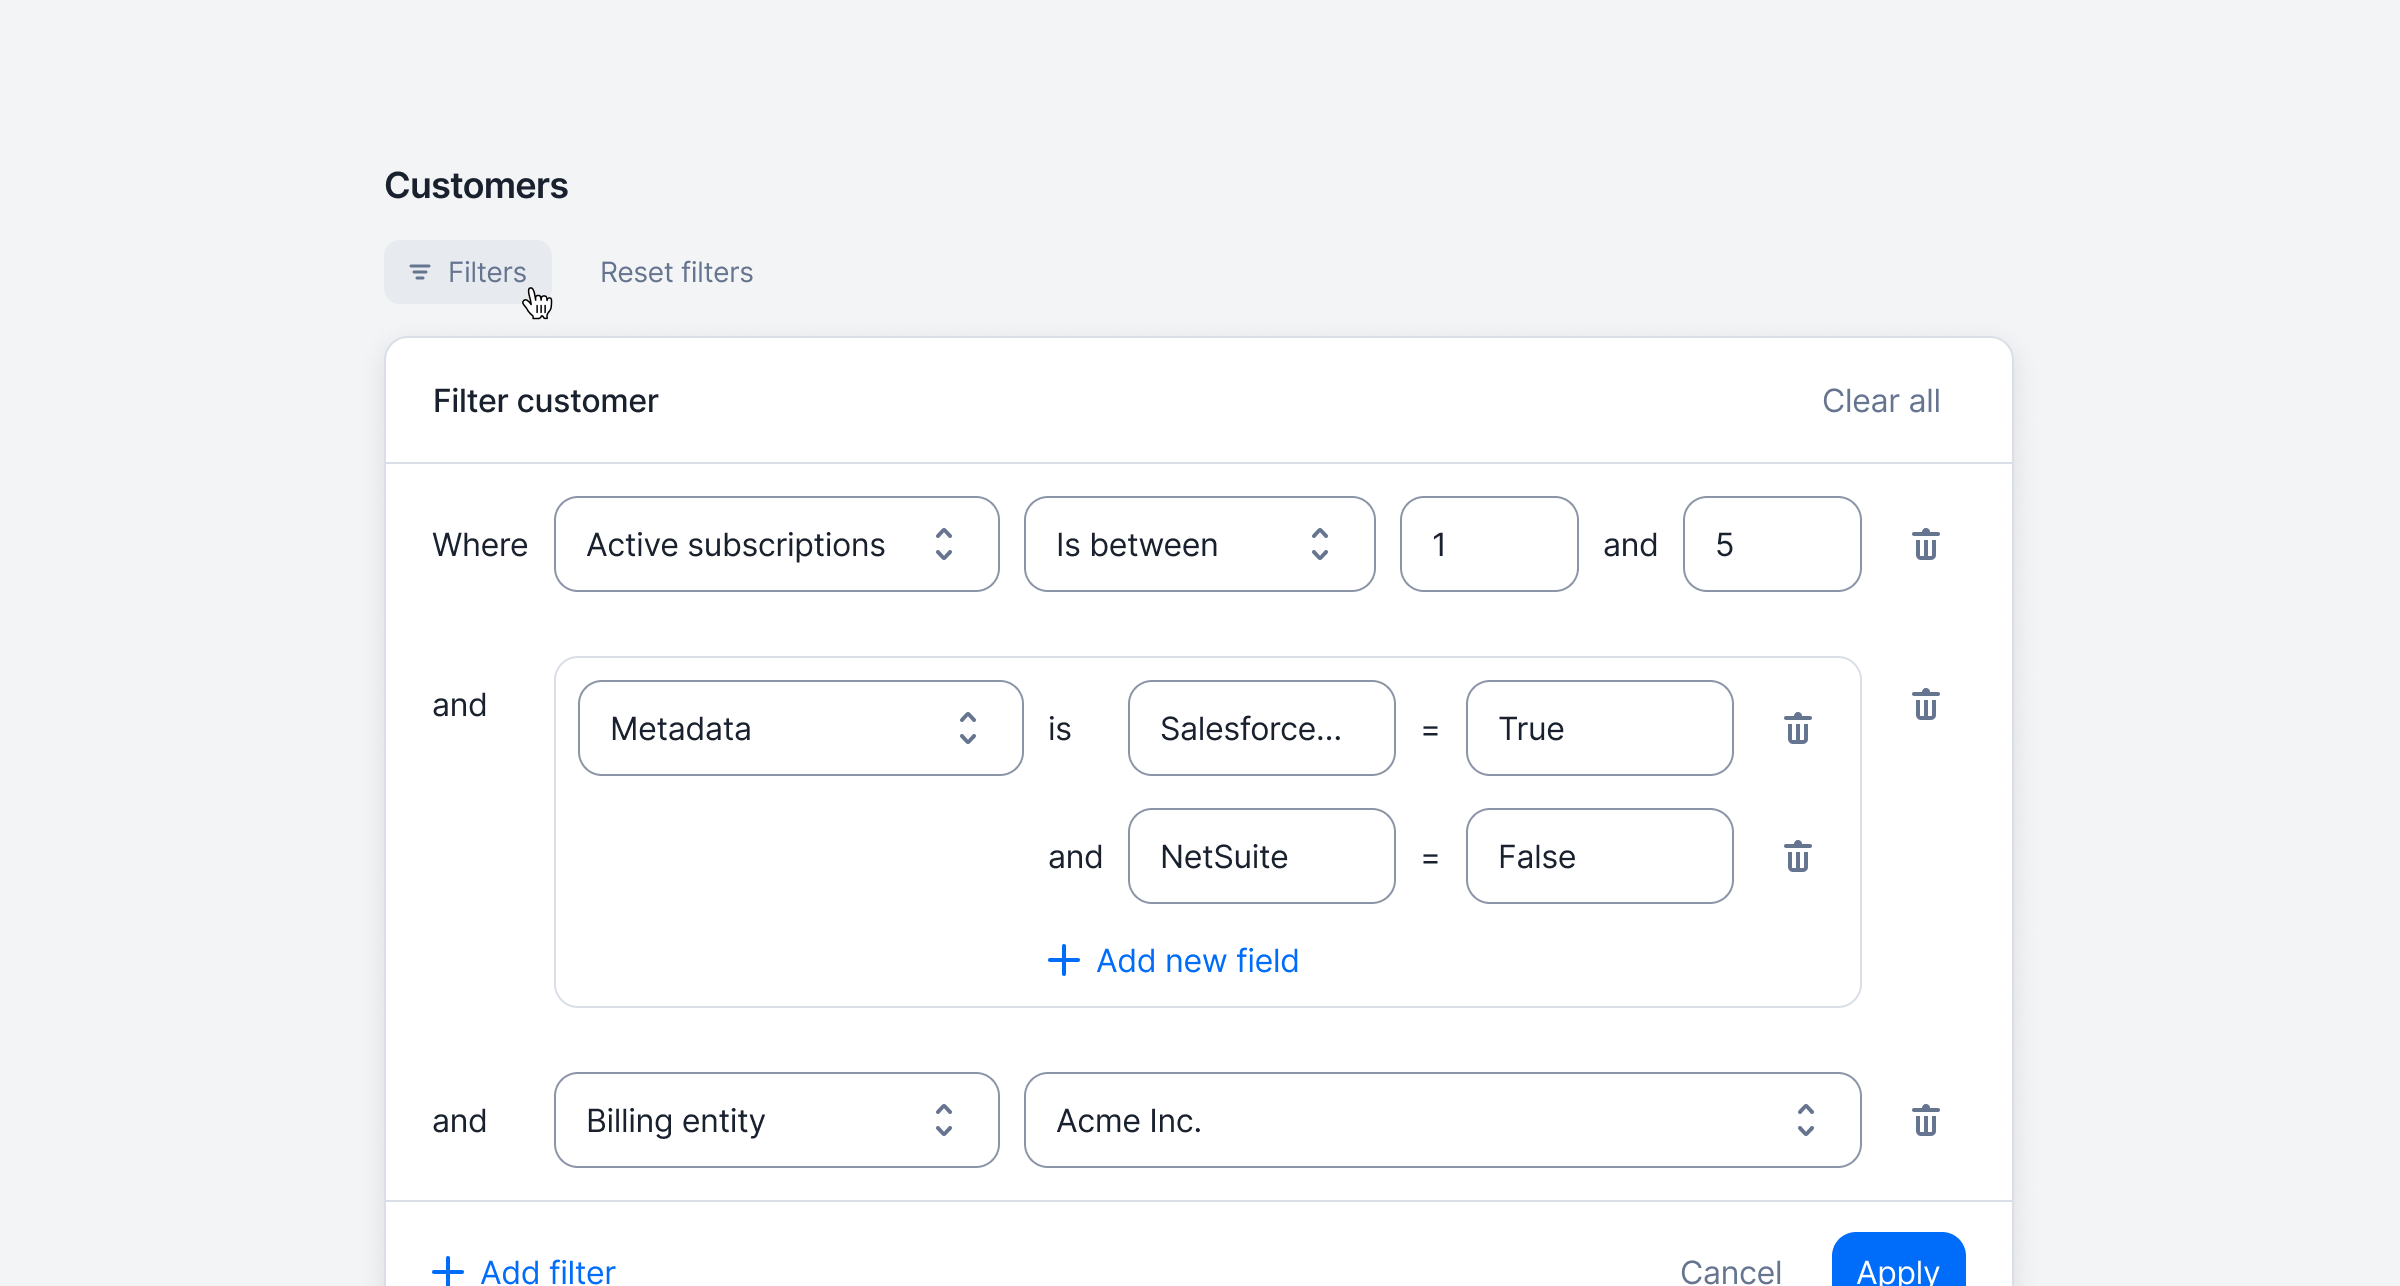 Customers
Filters Reset filters
Filter customer Clear all
Where Active subscriptions Is between 1 and 5
and Metadata is Salesforce... = True
and NetSuite = False
Add new field
and Billing entity Acme Inc.
Add filter Cancel Apply